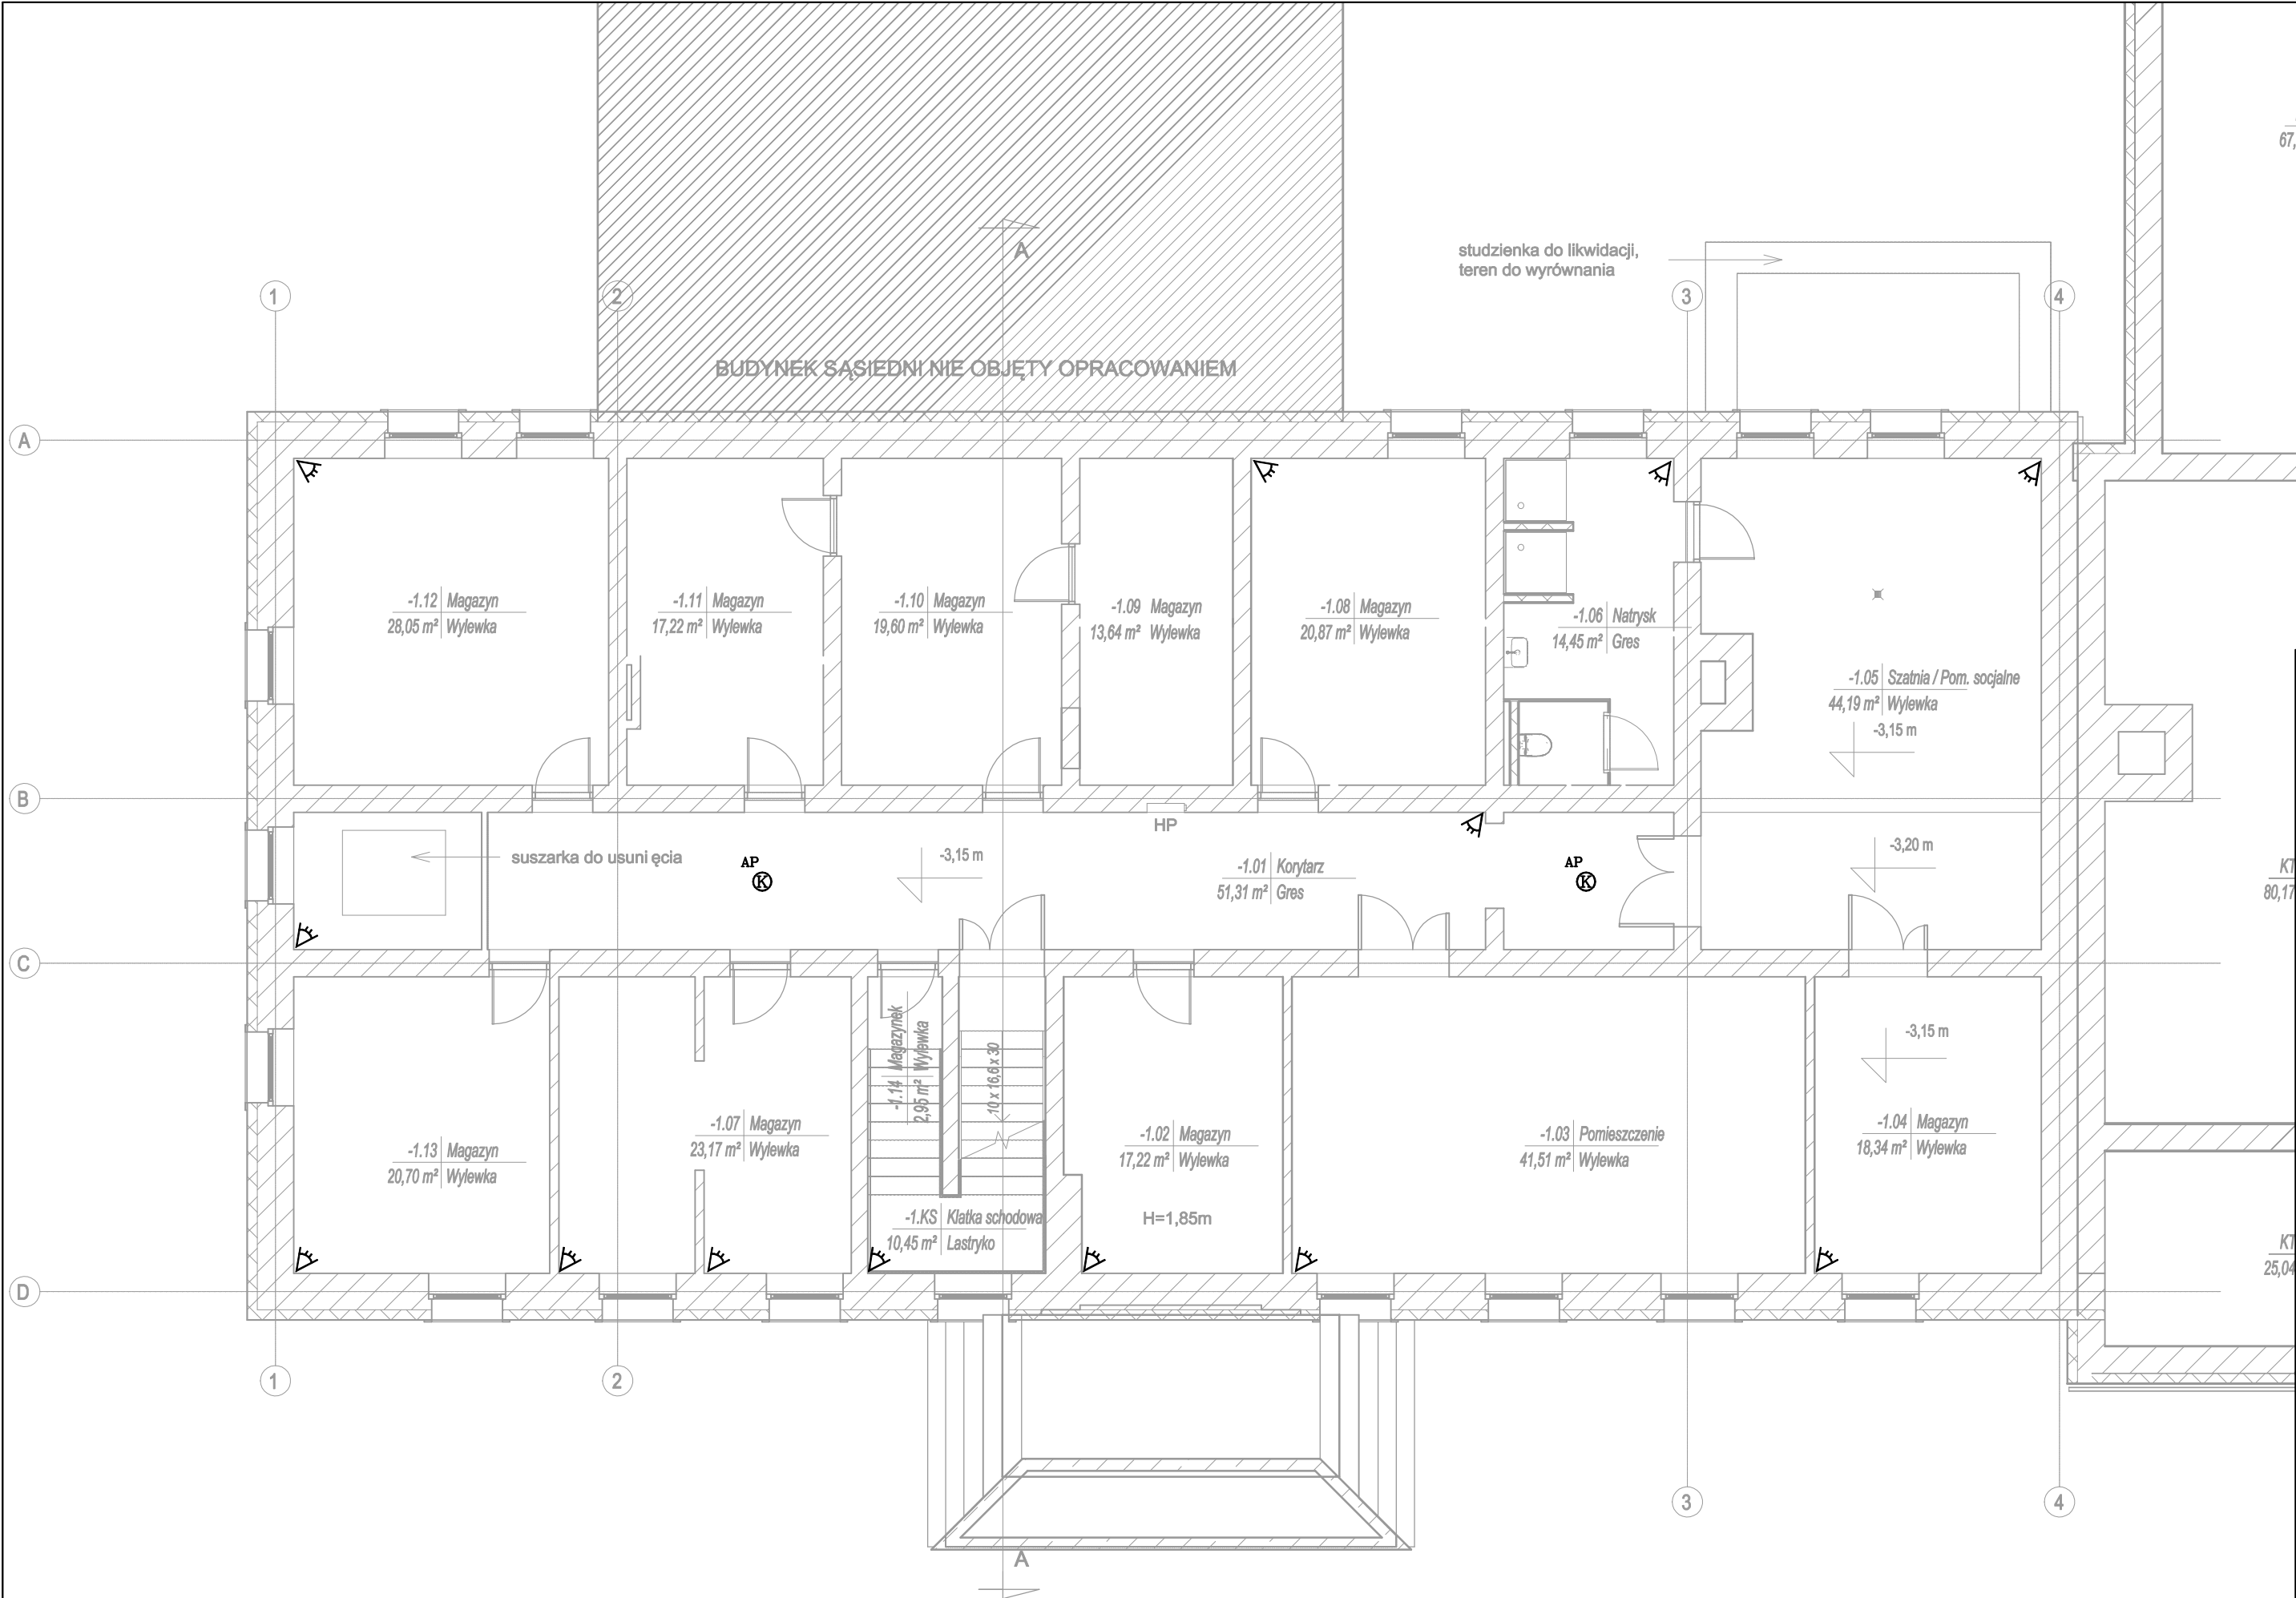 67,
A
studzienka do likwidacji,
teren do wyrównania
1
2
3
4
BUDYNEK SĄSIEDNI NIE OBJĘTY OPRACOWANIEM
A
-1.12 Magazyn
28,05 m² Wylewka
-1.11 Magazyn
17,22 m² Wylewka
-1.10 Magazyn
19,60 m² Wylewka
-1.09 Magazyn
13,64 m² Wylewka
-1.08 Magazyn
20,87 m² Wylewka
-1.06 Natrysk
14,45 m² Gres
-1.05 Szatnia / Pom. socjalne
44,19 m² Wylewka
-3,15 m
B
HP
suszarka do usuni ęcia
AP
K
-3,15 m
-1.01 Korytarz
51,31 m² Gres
AP
K
-3,20 m
KT
80,17
C
-1.14 Magazynek
2,95 m² Wylewka
10 x 16,6 x 30
-3,15 m
-1.13 Magazyn
20,70 m² Wylewka
-1.07 Magazyn
23,17 m² Wylewka
-1.02 Magazyn
17,22 m² Wylewka
H=1,85m
-1.03 Pomieszczenie
41,51 m² Wylewka
-1.04 Magazyn
18,34 m² Wylewka
-1.KS Klatka schodowa
10,45 m² Lastryko
KT
25,04
D
1
2
3
4
A